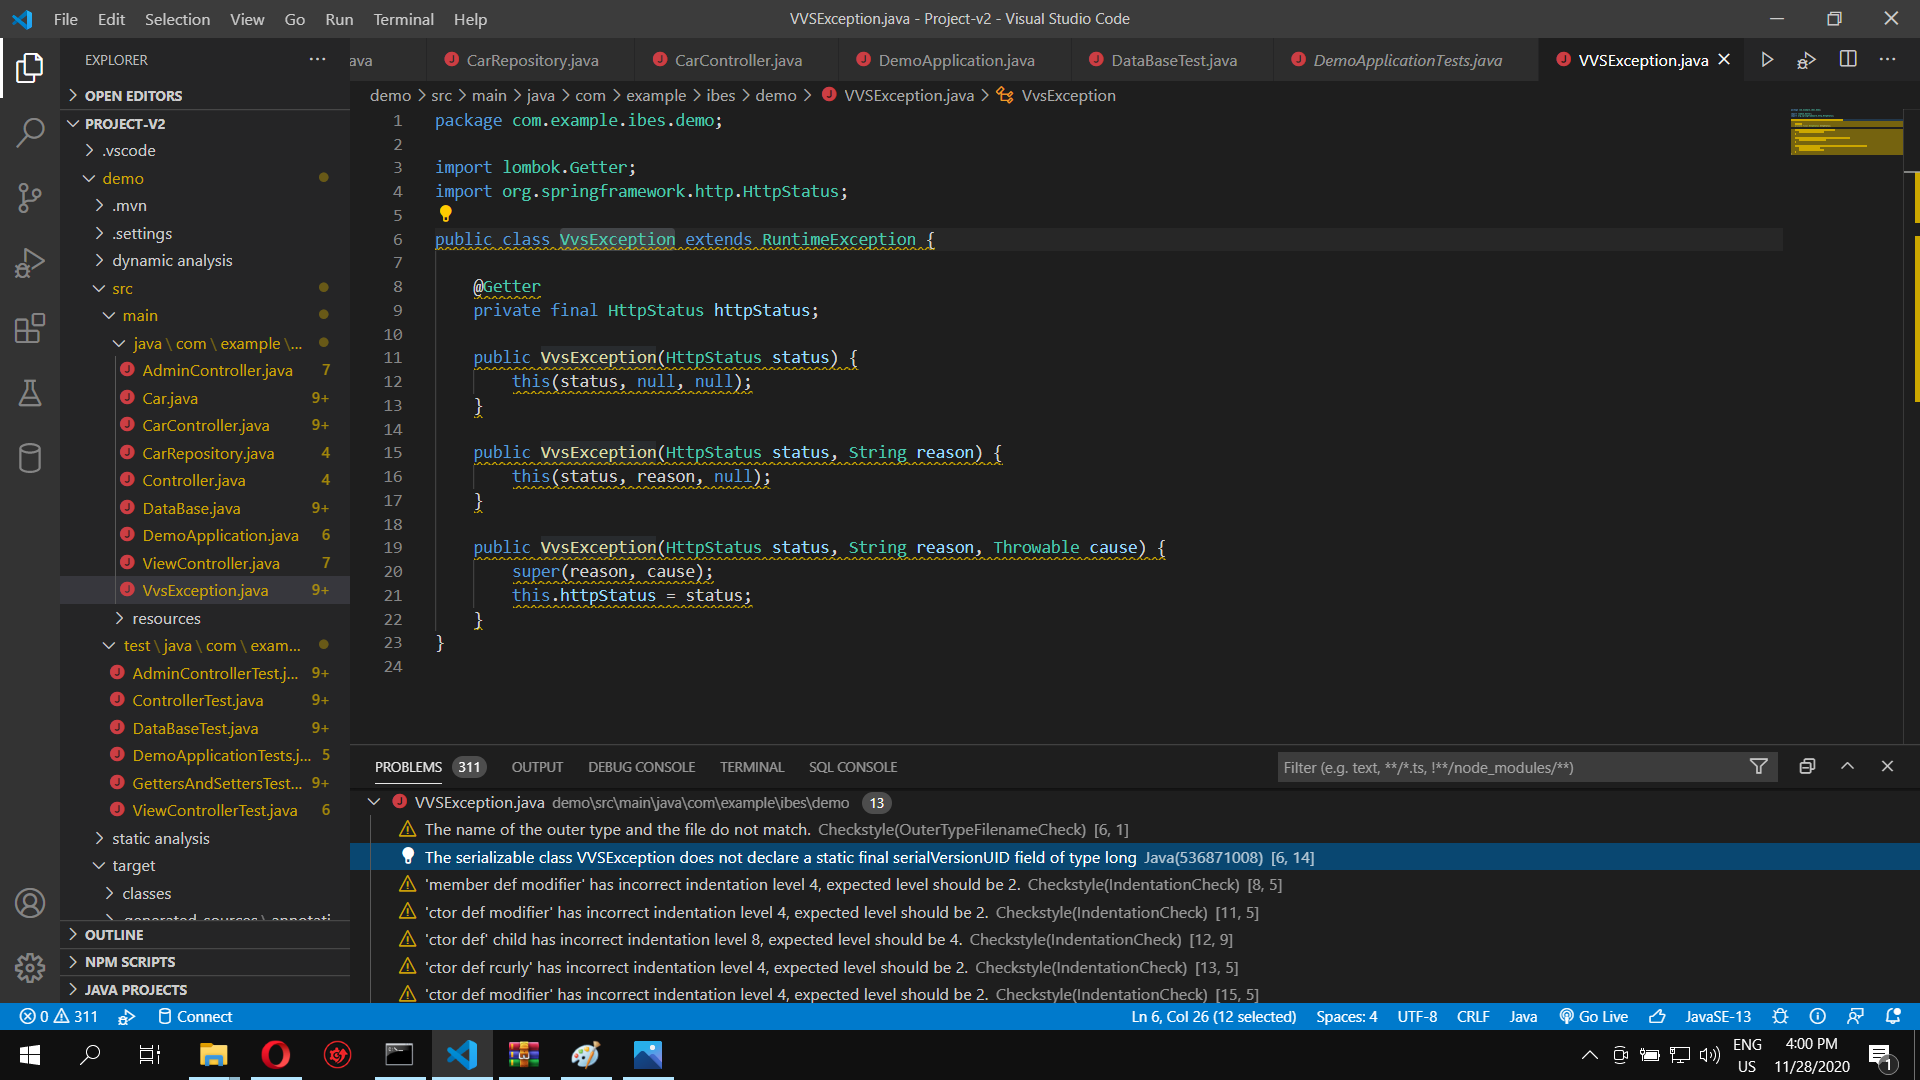 File Edit Selection View Go Run Terminal Help
VVSException.java - Project-v2 - Visual Studio Code
EXPLORER
ava CarRepository.java CarController.java DemoApplication.java DataBaseTest.java DemoApplicationTests.java VVSException.java
OPEN EDITORS
PROJECT-V2
.vscode
demo
.mvn
.settings
dynamic analysis
src
main
java \ com \ example \...
AdminController.java 7
Car.java 9+
CarController.java 9+
CarRepository.java 4
Controller.java 4
DataBase.java 9+
DemoApplication.java 6
ViewController.java 7
VvsException.java 9+
resources
test \ java \ com \ exam...
AdminControllerTest.j... 9+
ControllerTest.java 9+
DataBaseTest.java 9+
DemoApplicationTests.j... 5
GettersAndSettersTest... 9+
ViewControllerTest.java 6
static analysis
target
classes
generated-sources \ annotati
OUTLINE
NPM SCRIPTS
JAVA PROJECTS
demo > src > main > java > com > example > ibes > demo > VVSException.java > VvsException
1 package com.example.ibes.demo;
2
3 import lombok.Getter;
4 import org.springframework.http.HttpStatus;
5
6 public class VvsException extends RuntimeException {
7
8 @Getter
9 private final HttpStatus httpStatus;
10
11 public VvsException(HttpStatus status) {
12 this(status, null, null);
13 }
14
15 public VvsException(HttpStatus status, String reason) {
16 this(status, reason, null);
17 }
18
19 public VvsException(HttpStatus status, String reason, Throwable cause) {
20 super(reason, cause);
21 this.httpStatus = status;
22 }
23 }
24
PROBLEMS 311 OUTPUT DEBUG CONSOLE TERMINAL SQL CONSOLE
Filter (e.g. text, **/*.ts, !**/node_modules/**)
VVSException.java demo\src\main\java\com\example\ibes\demo 13
The name of the outer type and the file do not match. Checkstyle(OuterTypeFilenameCheck) [6, 1]
The serializable class VVSException does not declare a static final serialVersionUID field of type long Java(536871008) [6, 14]
'member def modifier' has incorrect indentation level 4, expected level should be 2. Checkstyle(IndentationCheck) [8, 5]
'ctor def modifier' has incorrect indentation level 4, expected level should be 2. Checkstyle(IndentationCheck) [11, 5]
'ctor def' child has incorrect indentation level 8, expected level should be 4. Checkstyle(IndentationCheck) [12, 9]
'ctor def rcurly' has incorrect indentation level 4, expected level should be 2. Checkstyle(IndentationCheck) [13, 5]
'ctor def modifier' has incorrect indentation level 4, expected level should be 2. Checkstyle(IndentationCheck) [15, 5]
0 311 Connect
Ln 6, Col 26 (12 selected) Spaces: 4 UTF-8 CRLF Java Go Live JavaSE-13
ENG
US
4:00 PM
11/28/2020
1